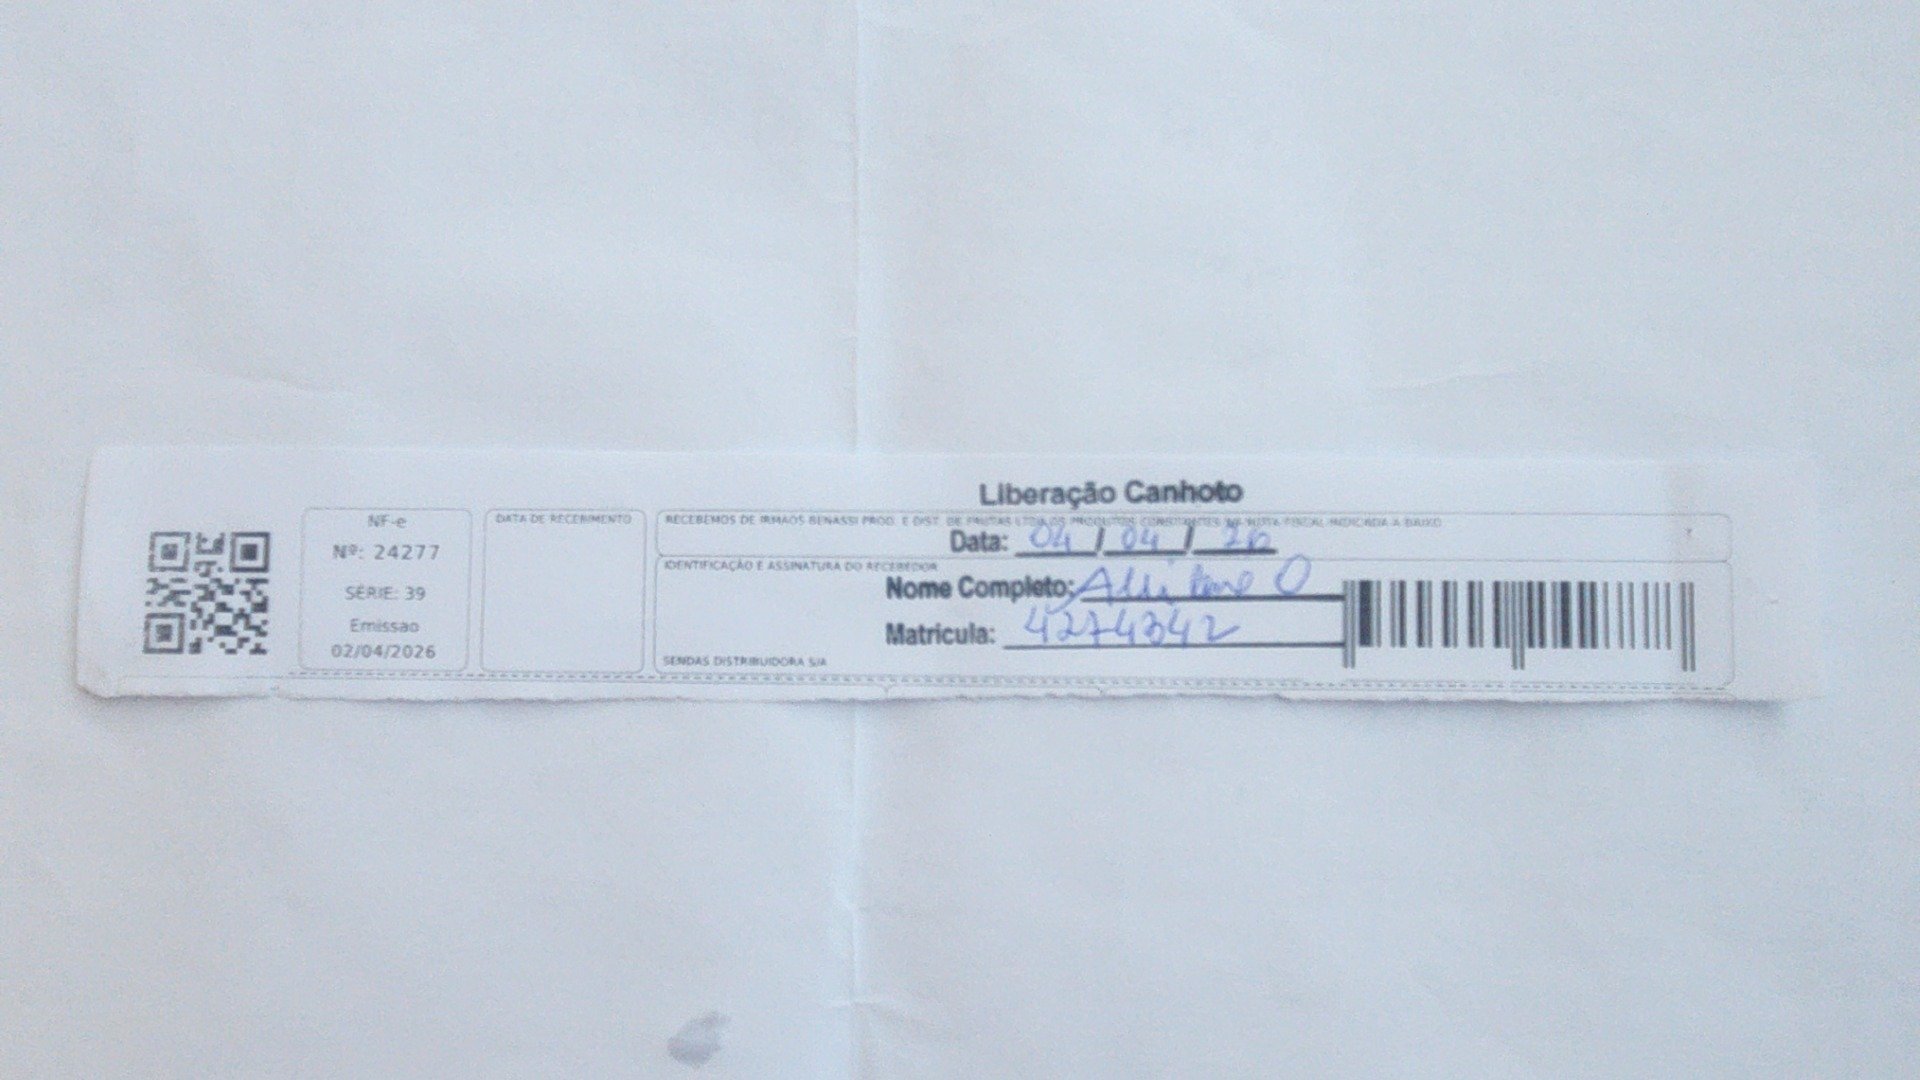 Liberação Canhoto
NF-e
Nº: 24277
SÉRIE: 39
Emissao
02/04/2026
DATA DE RECEBIMENTO
RECEBEMOS DE IRMAOS BENASSI PROD. E DIST. DE FRUTAS LTDA OS PRODUTOS CONSTANTES NA NOTA FISCAL INDICADA A BAIXO
Data: 04 / 04 / 26
IDENTIFICAÇÃO E ASSINATURA DO RECEBEDOR
Nome Completo:
Matrícula: 4274342
SENDAS DISTRIBUIDORA S/A